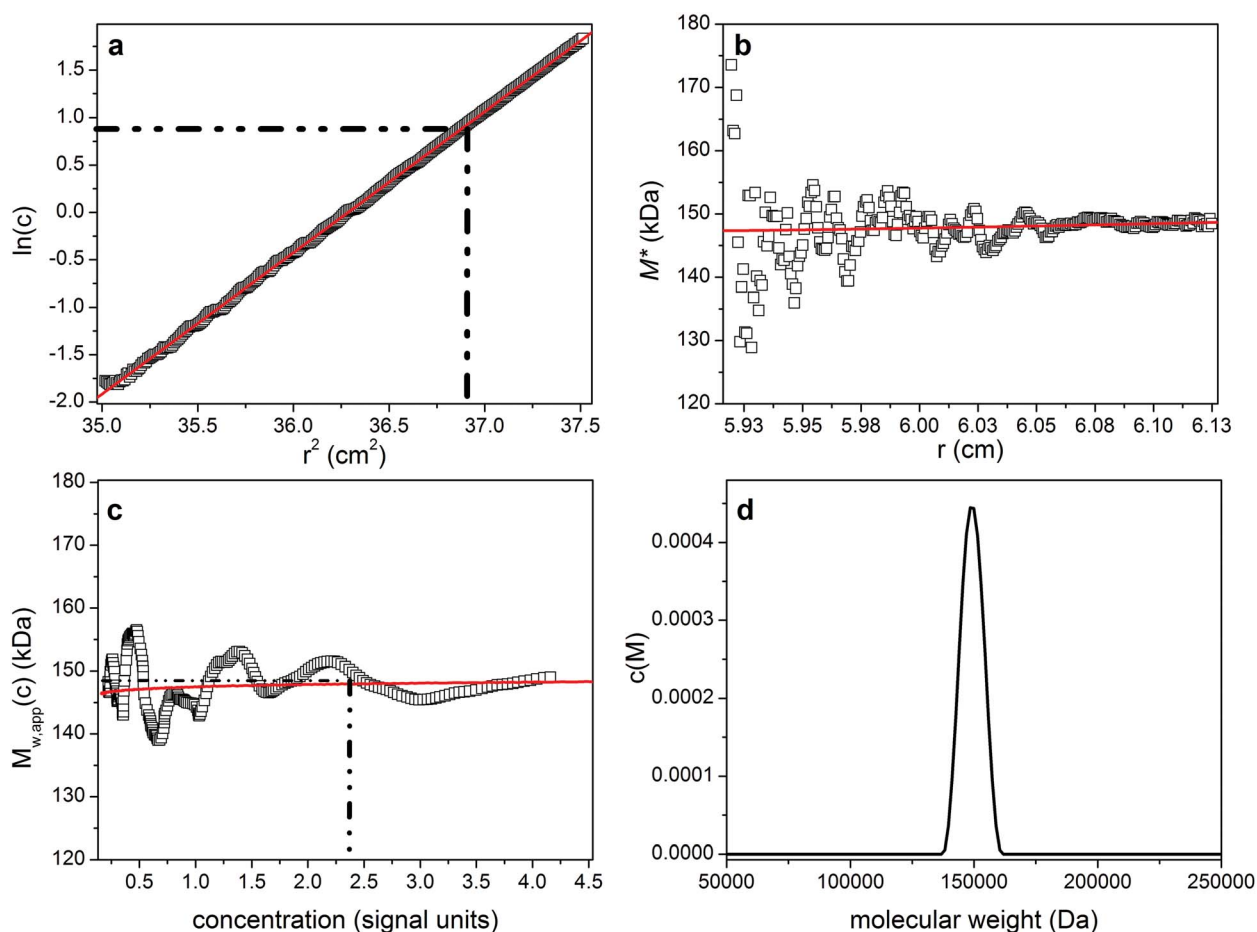 a
ln(c)
1.5
1.0
0.5
0.0
-0.5
-1.0
-1.5
-2.0
35.0 35.5 36.0 36.5 37.0 37.5
r² (cm²)
b
M* (kDa)
180
170
160
150
140
130
120
5.93 5.95 5.98 6.00 6.03 6.05 6.08 6.10 6.13
r (cm)
c
M_w,app(c) (kDa)
180
170
160
150
140
130
120
0.5 1.0 1.5 2.0 2.5 3.0 3.5 4.0 4.5
concentration (signal units)
d
c(M)
0.0004
0.0003
0.0002
0.0001
0.0000
50000 100000 150000 200000 250000
molecular weight (Da)